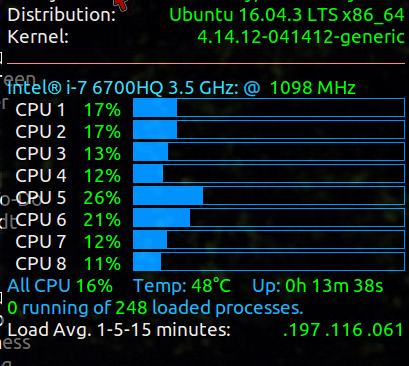 Distribution: Ubuntu 16.04.3 LTS x86_64
Kernel: 4.14.12-041412-generic
Intel® i-7 6700HQ 3.5 GHz: @ 1098 MHz
CPU 1 17%
CPU 2 17%
CPU 3 13%
CPU 4 12%
CPU 5 26%
CPU 6 21%
CPU 7 12%
CPU 8 11%
All CPU 16% Temp: 48°C Up: 0h 13m 38s
0 running of 248 loaded processes.
Load Avg. 1-5-15 minutes: .197 .116 .061